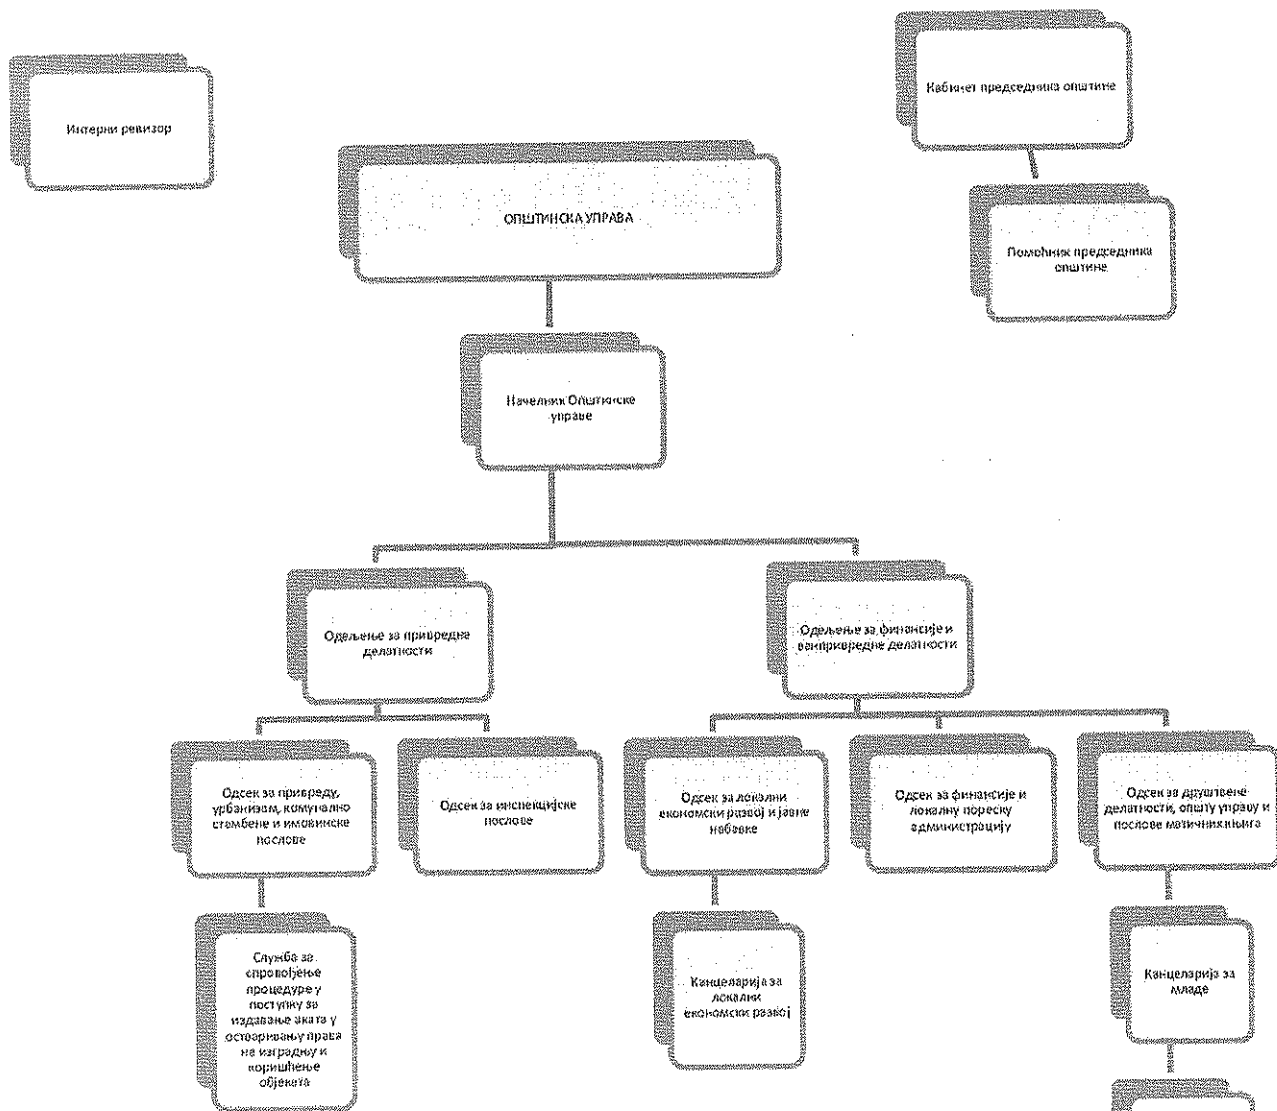 Интерни ревизор
Кабинет председника општине
ОПШТИНСКА УПРАВА
Помоћник председника
општине
Начелник Општинске
управе
Одељење за привредне
делатности
Одељење за финансије и
ванпривредне делатности
Одсек за привреду,
урбанизам, комунално
стамбене и имовинске
послове
Одсек за инспекцијске
послове
Одсек за локални
економски развој и јавне
набавке
Одсек за финансије и
локалну пореску
администрацију
Одсек за друштвене
делатности, општу управу и
послове матичних књига
Служба за
спровођење
процедуре у
поступку за
издавање аката у
остваривању права
на изградњу и
коришћење
објеката
Канцеларија за
локални
економски развој
Канцеларија за
младе